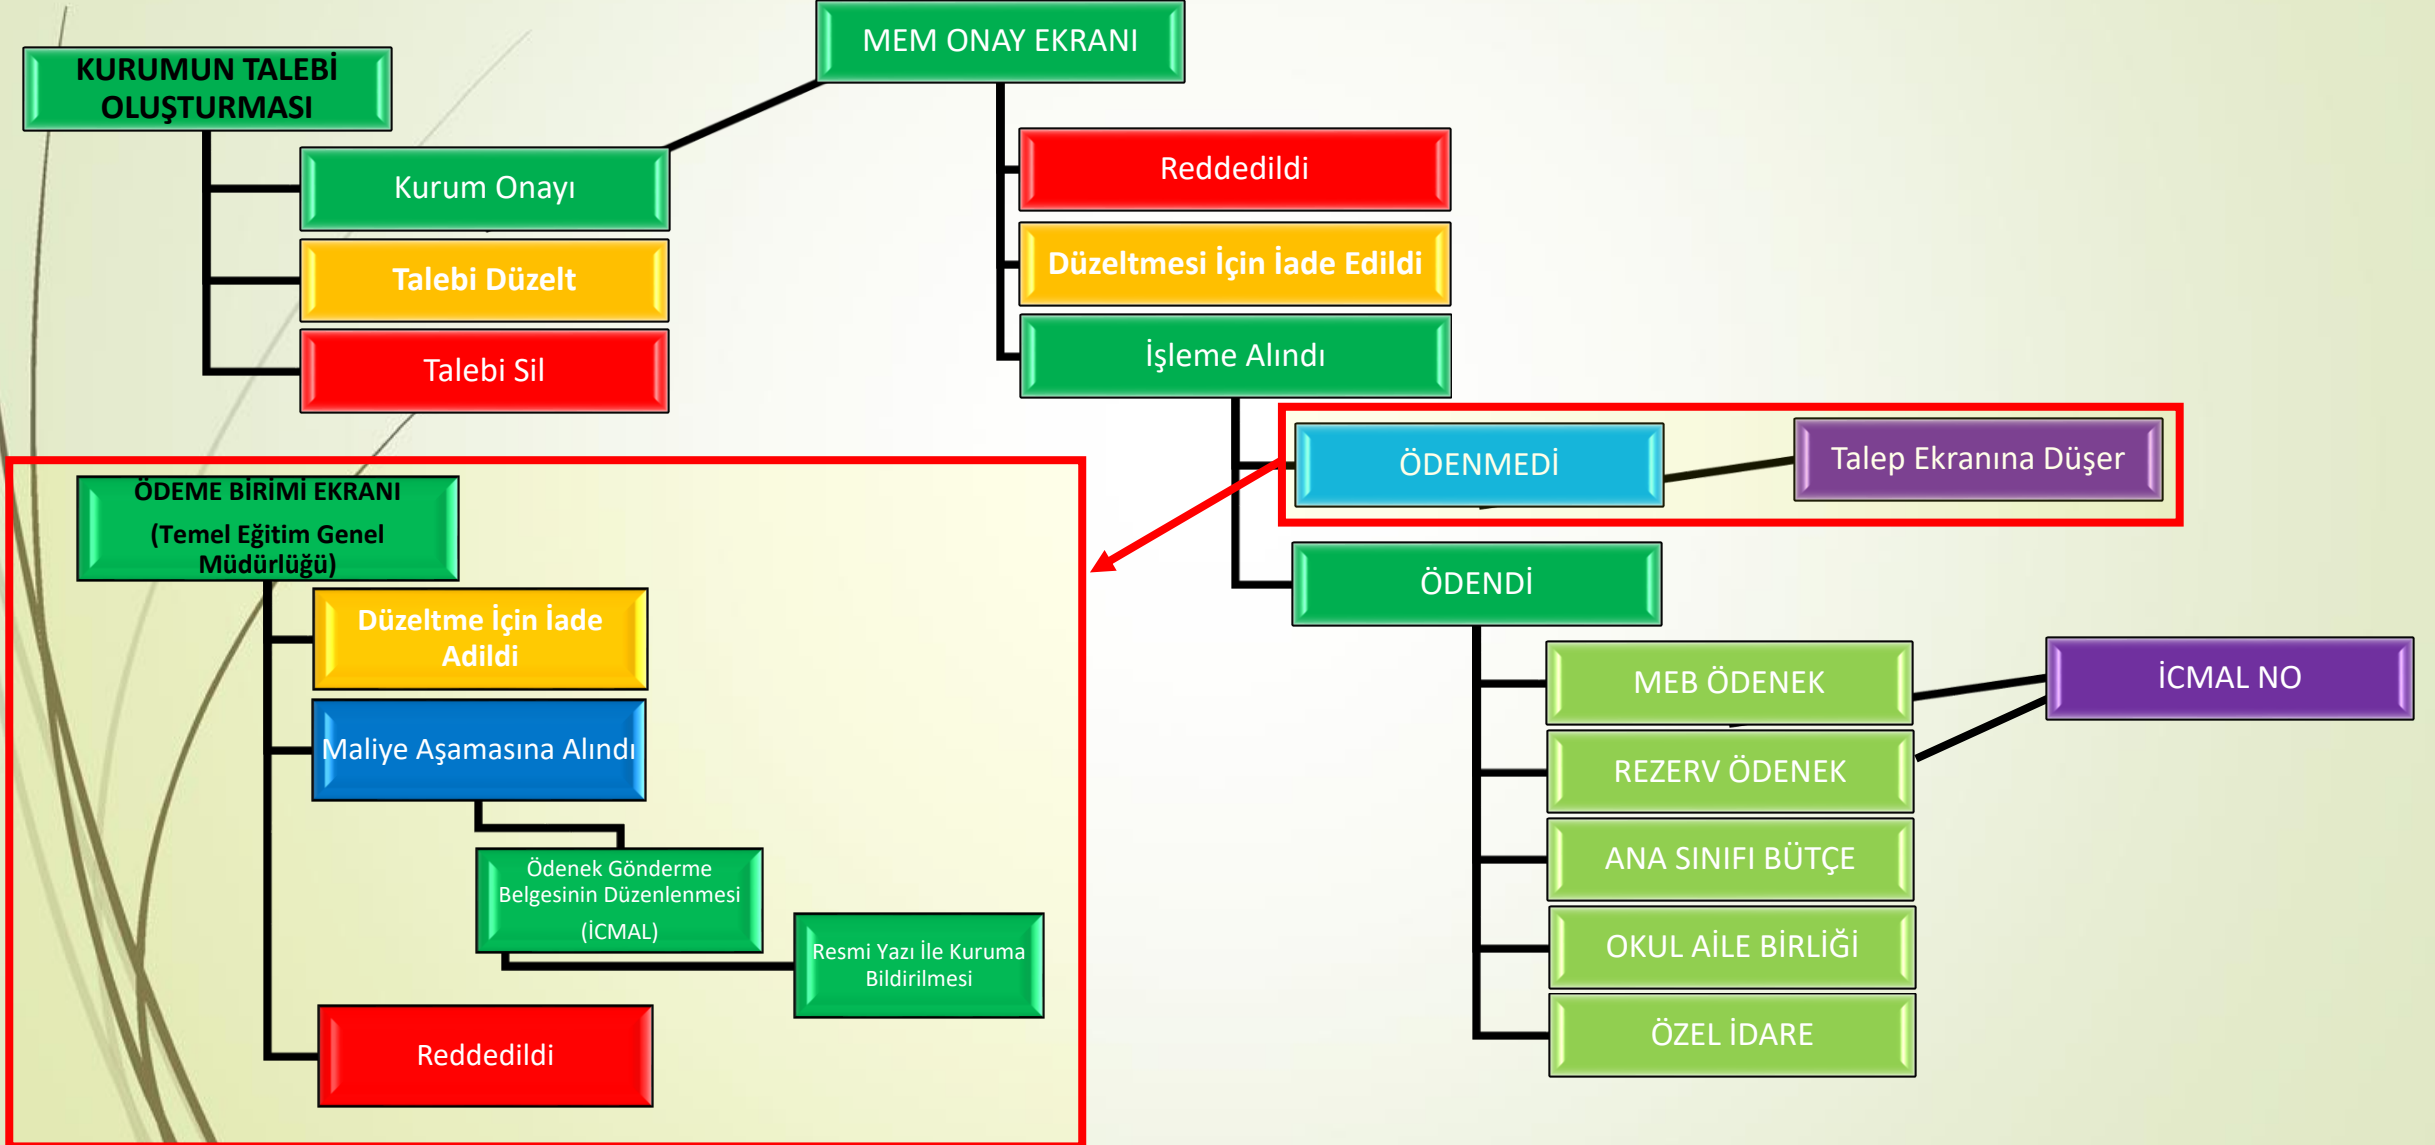 KURUMUN TALEBİ
OLUŞTURMASI
Kurum Onayı
Talebi Düzelt
Talebi Sil
MEM ONAY EKRANI
Reddedildi
Düzeltmesi İçin İade Edildi
İşleme Alındı
ÖDENMEDİ
Talep Ekranına Düşer
ÖDENDİ
MEB ÖDENEK
REZERV ÖDENEK
ANA SINIFI BÜTÇE
OKUL AİLE BİRLİĞİ
ÖZEL İDARE
İCMAL NO
ÖDEME BİRİMİ EKRANI
(Temel Eğitim Genel
Müdürlüğü)
Düzeltme İçin İade
Adildi
Maliye Aşamasına Alındı
Ödenek Gönderme
Belgesinin Düzenlenmesi
(İCMAL)
Resmi Yazı İle Kuruma
Bildirilmesi
Reddedildi